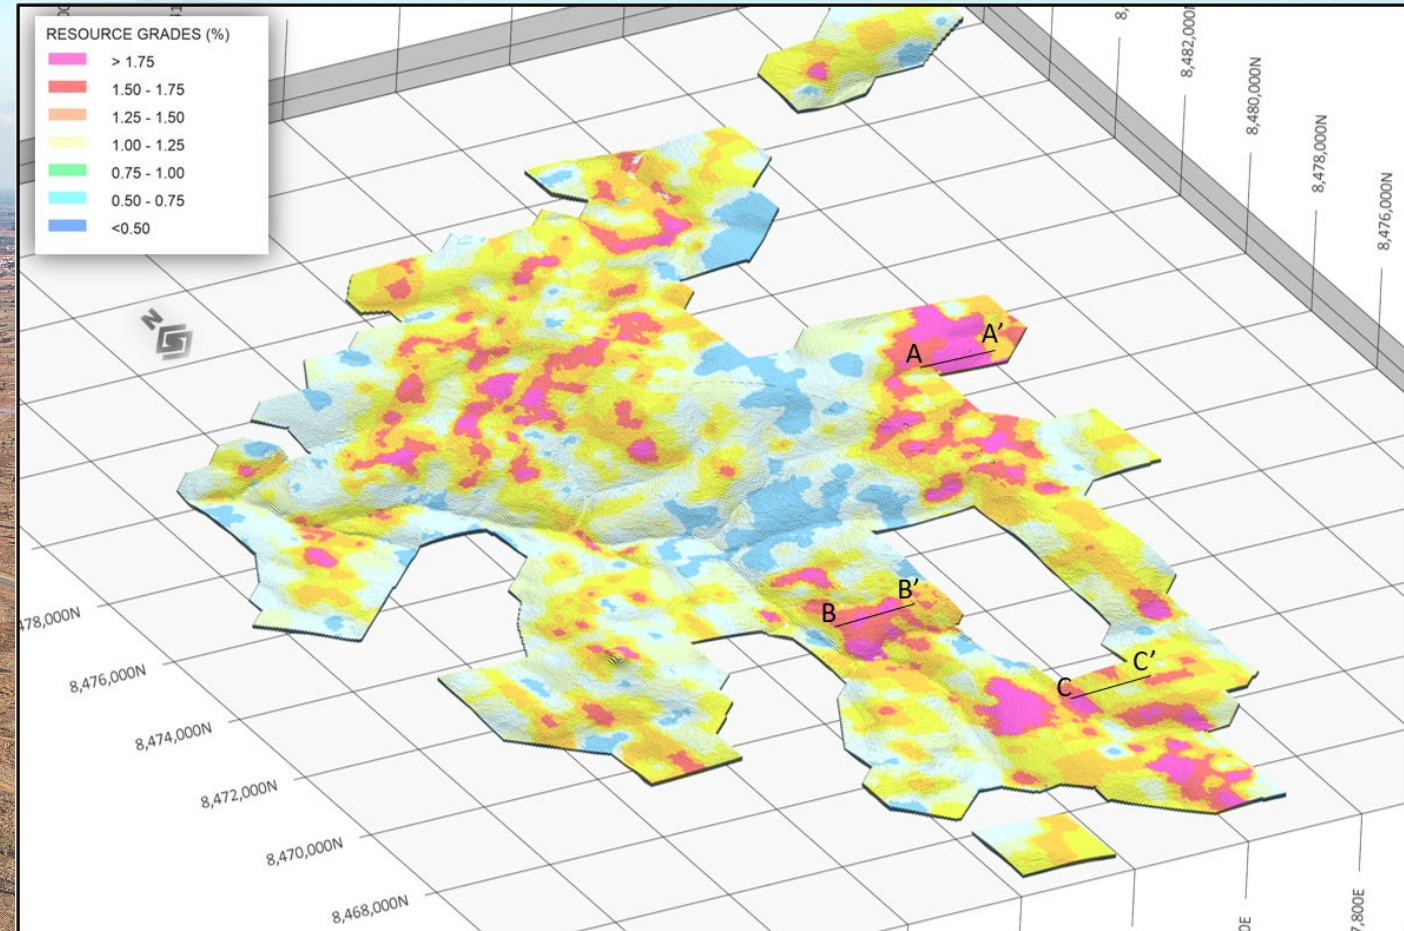 RESOURCE GRADES (%)
> 1.75
1.50 - 1.75
1.25 - 1.50
1.00 - 1.25
0.75 - 1.00
0.50 - 0.75
<0.50
8,482,000N
8,480,000N
8,478,000N
8,476,000N
N
A A’
B B’
C C’
478,000N
8,476,000N
8,474,000N
8,472,000N
8,470,000N
8,468,000N
7,800E